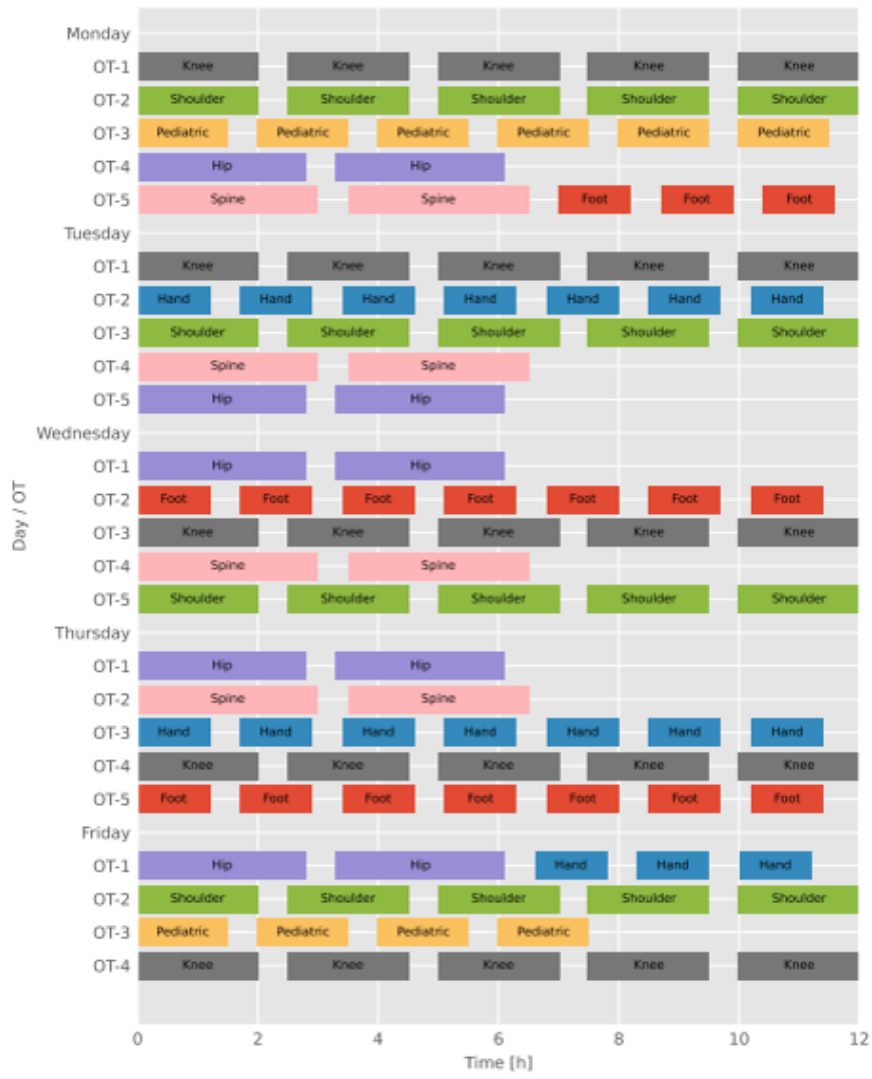 Monday
OT-1 Knee Knee Knee Knee Knee
OT-2 Shoulder Shoulder Shoulder Shoulder Shoulder
OT-3 Pediatric Pediatric Pediatric Pediatric Pediatric Pediatric
OT-4 Hip Hip
OT-5 Spine Spine Foot Foot Foot
Tuesday
OT-1 Knee Knee Knee Knee Knee
OT-2 Hand Hand Hand Hand Hand Hand Hand
OT-3 Shoulder Shoulder Shoulder Shoulder Shoulder
OT-4 Spine Spine
OT-5 Hip Hip
Wednesday
OT-1 Hip Hip
OT-2 Foot Foot Foot Foot Foot Foot Foot
OT-3 Knee Knee Knee Knee Knee
OT-4 Spine Spine
OT-5 Shoulder Shoulder Shoulder Shoulder Shoulder
Thursday
OT-1 Hip Hip
OT-2 Spine Spine
OT-3 Hand Hand Hand Hand Hand Hand Hand
OT-4 Knee Knee Knee Knee Knee
OT-5 Foot Foot Foot Foot Foot Foot Foot
Friday
OT-1 Hip Hip Hand Hand Hand
OT-2 Shoulder Shoulder Shoulder Shoulder Shoulder
OT-3 Pediatric Pediatric Pediatric Pediatric
OT-4 Knee Knee Knee Knee Knee
0 2 4 6 8 10 12
Time [h]
Day / OT